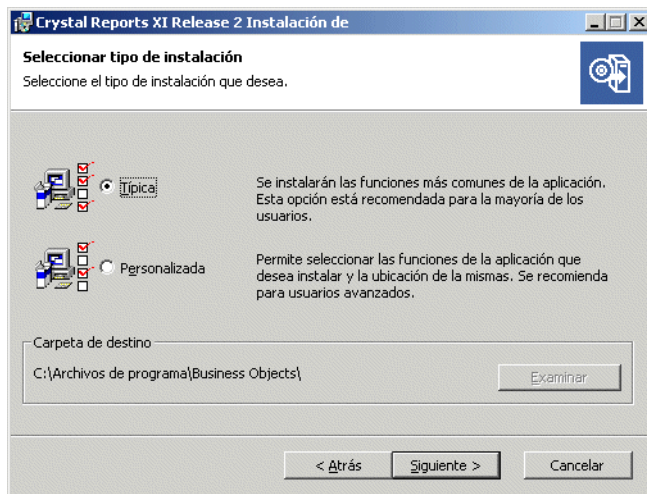 Crystal Reports XI Release 2 Instalación de
Seleccionar tipo de instalación
Seleccione el tipo de instalación que desea.
Típica
Se instalarán las funciones más comunes de la aplicación.
Esta opción está recomendada para la mayoría de los
usuarios.
Personalizada
Permite seleccionar las funciones de la aplicación que
desea instalar y la ubicación de la mismas. Se recomienda
para usuarios avanzados.
Carpeta de destino
C:\Archivos de programa\Business Objects\
Examinar
< Atrás
Siguiente >
Cancelar